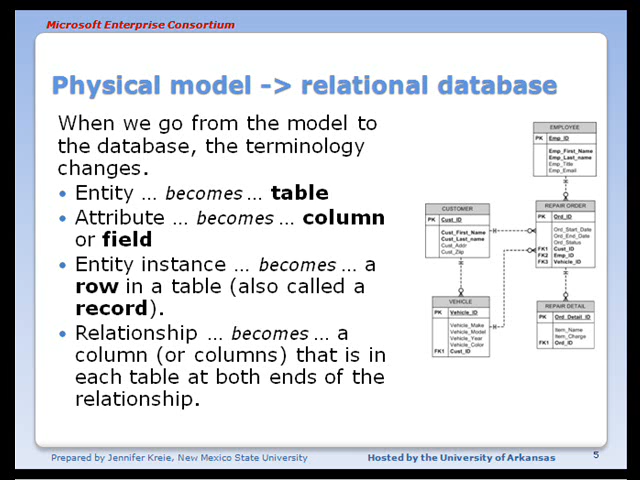 Microsoft Enterprise Consortium
Physical model -> relational database
When we go from the model to
the database, the terminology
changes.
• Entity … becomes … table
• Attribute … becomes … column
or field
• Entity instance … becomes … a
row in a table (also called a
record).
• Relationship … becomes … a
column (or columns) that is in
each table at both ends of the
relationship.
EMPLOYEE
PK Emp_ID
Emp_First_Name
Emp_Last_name
Emp_Title
Emp_Email
CUSTOMER
PK Cust_ID
Cust_First_Name
Cust_Last_name
Cust_Addr
Cust_Zip
REPAIR ORDER
PK Ord_ID
Ord_Start_Date
Ord_End_Date
Ord_Status
FK1 Cust_ID
FK2 Emp_ID
FK3 Vehicle_ID
VEHICLE
PK Vehicle_ID
Vehicle_Make
Vehicle_Model
Vehicle_Year
Vehicle_Color
FK1 Cust_ID
REPAIR DETAIL
PK Ord_Detail_ID
Item_Name
Item_Charge
FK1 Ord_ID
Prepared by Jennifer Kreie, New Mexico State University
Hosted by the University of Arkansas
5